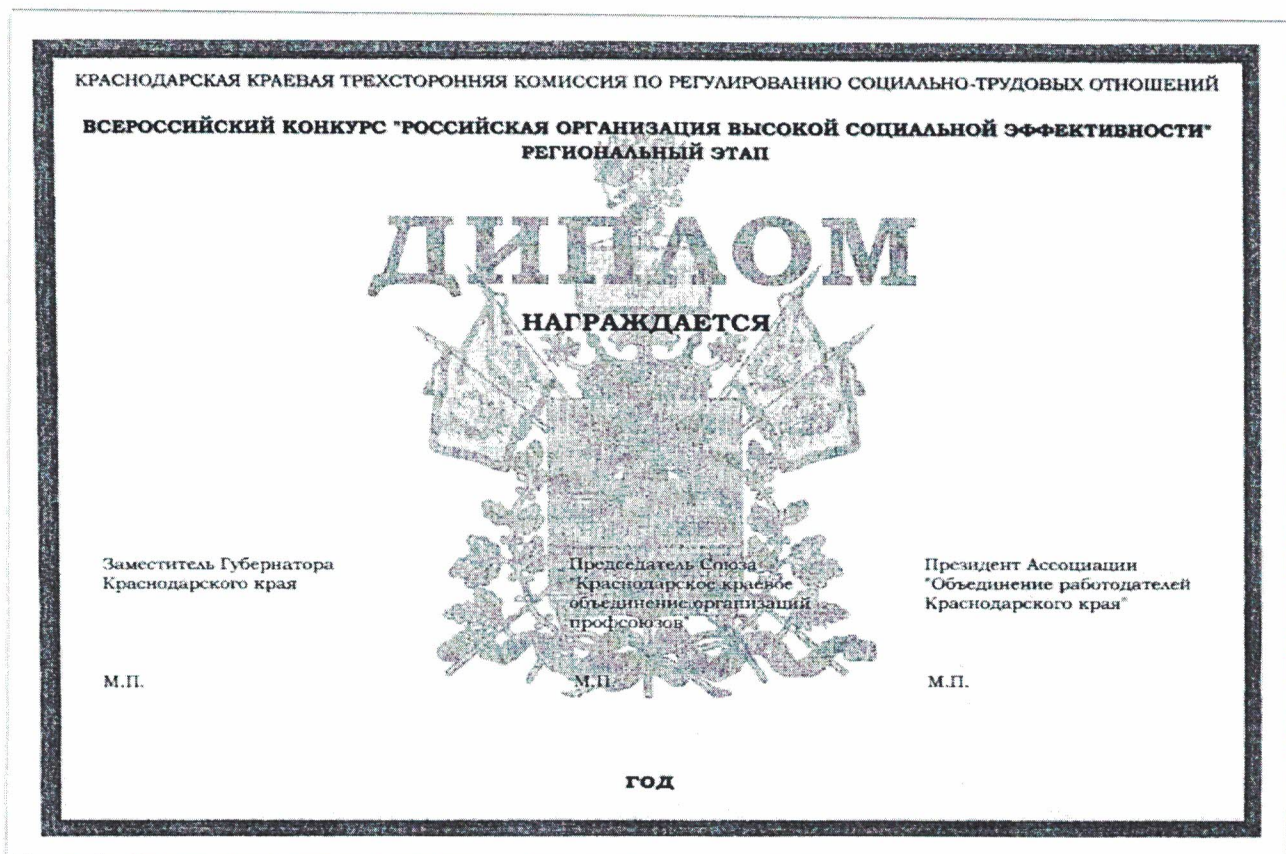 КРАСНОДАРСКАЯ КРАЕВАЯ ТРЕХСТОРОННЯЯ КОМИССИЯ ПО РЕГУЛИРОВАНИЮ СОЦИАЛЬНО-ТРУДОВЫХ ОТНОШЕНИЙ
ВСЕРОССИЙСКИЙ КОНКУРС "РОССИЙСКАЯ ОРГАНИЗАЦИЯ ВЫСОКОЙ СОЦИАЛЬНОЙ ЭФФЕКТИВНОСТИ"
РЕГИОНАЛЬНЫЙ ЭТАП
ДИПЛОМ
НАГРАЖДАЕТСЯ
Заместитель Губернатора
Краснодарского края
М.П.
Председатель Союза
"Краснодарское краевое
объединение организаций
профсоюзов"
М.П.
Президент Ассоциации
"Объединение работодателей
Краснодарского края"
М.П.
ГОД